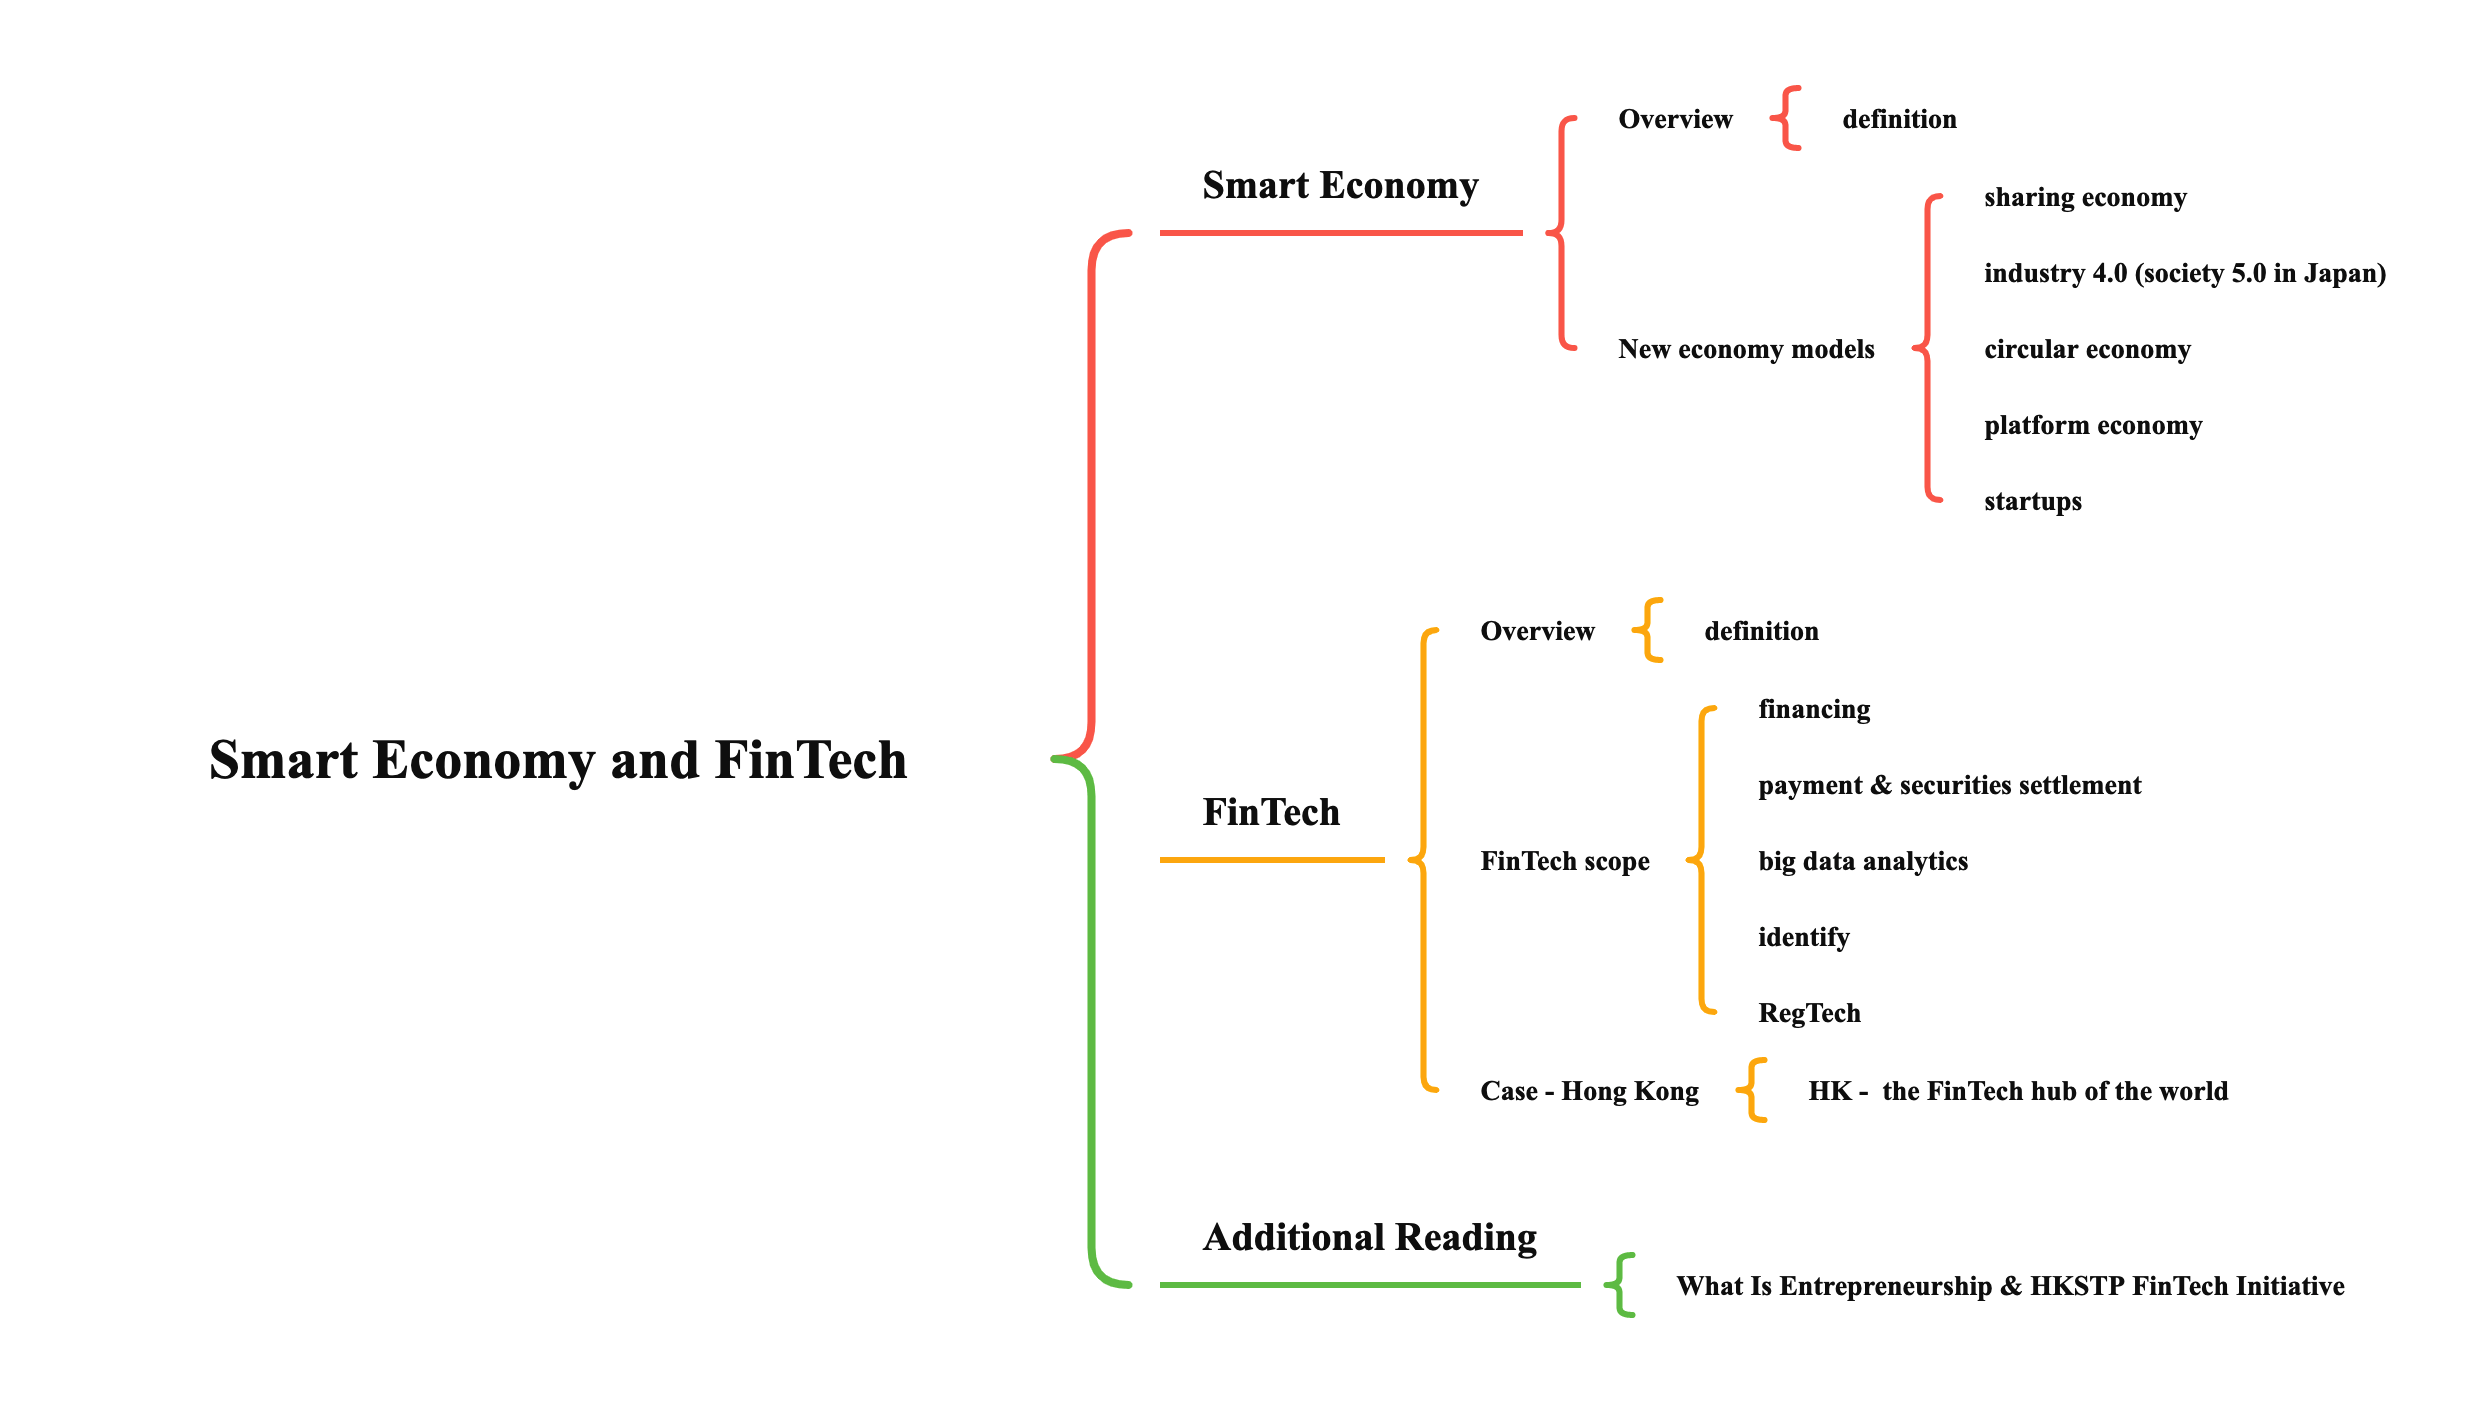 Smart Economy and FinTech
Smart Economy
Overview
definition
New economy models
sharing economy
industry 4.0 (society 5.0 in Japan)
circular economy
platform economy
startups
FinTech
Overview
definition
FinTech scope
financing
payment & securities settlement
big data analytics
identify
RegTech
Case - Hong Kong
HK -  the FinTech hub of the world
Additional Reading
What Is Entrepreneurship & HKSTP FinTech Initiative